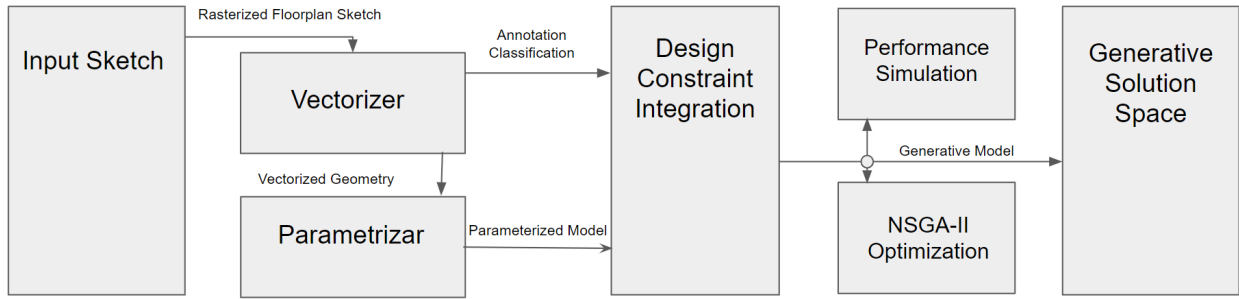 Input Sketch
Rasterized Floorplan Sketch
Vectorizer
Annotation
Classification
Vectorized Geometry
Parametrizar
Parameterized Model
Design
Constraint
Integration
Performance
Simulation
Generative Model
NSGA-II
Optimization
Generative
Solution
Space